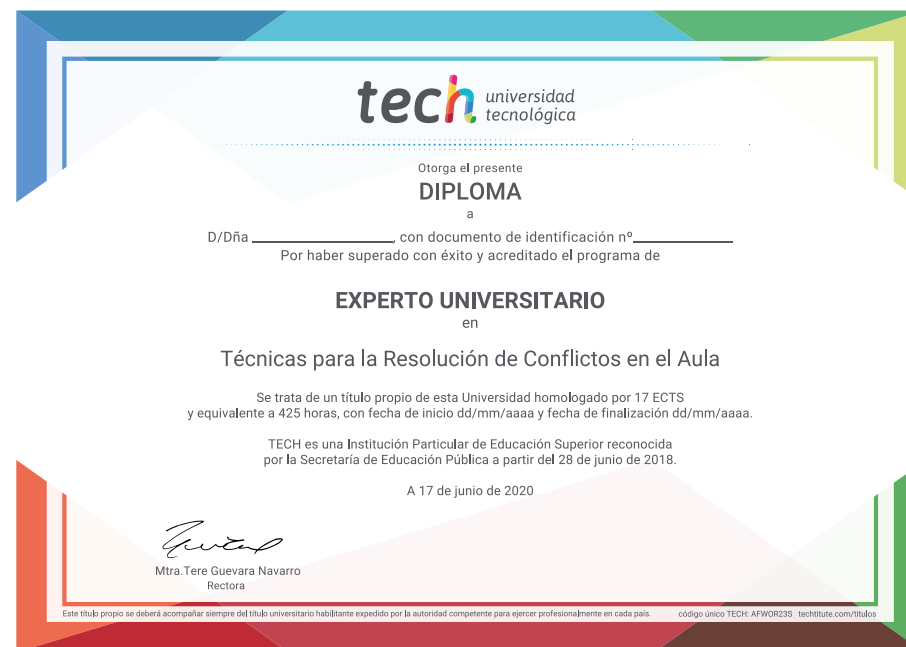 tech universidad
tecnológica
Otorga el presente
DIPLOMA
a
D/Dña ____________________, con documento de identificación nº______________
Por haber superado con éxito y acreditado el programa de
EXPERTO UNIVERSITARIO
en
Técnicas para la Resolución de Conflictos en el Aula
Se trata de un título propio de esta Universidad homologado por 17 ECTS
y equivalente a 425 horas, con fecha de inicio dd/mm/aaaa y fecha de finalización dd/mm/aaaa.
TECH es una Institución Particular de Educación Superior reconocida
por la Secretaría de Educación Pública a partir del 28 de junio de 2018.
A 17 de junio de 2020
Mtra.Tere Guevara Navarro
Rectora
Este título propio se deberá acompañar siempre del título universitario habilitante expedido por la autoridad competente para ejercer profesionalmente en cada país. código único TECH: AFWOR23S techtitute.com/titulos